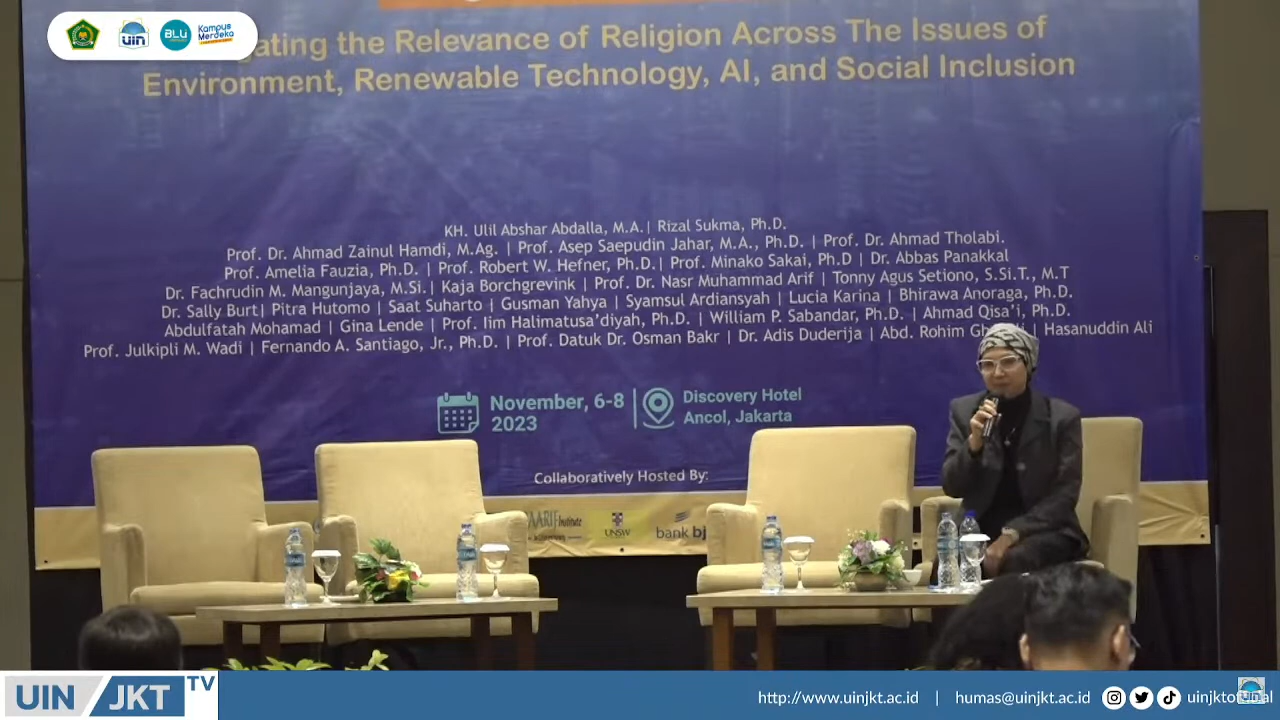 uin
BLU
Kampus
Merdeka
the Relevance of Religion Across The Issues of
Environment, Renewable Technology, AI, and Social Inclusion
KH. Ulil Abshar Abdalla, M.A.| Rizal Sukma, Ph.D.
Prof. Dr. Ahmad Zainul Hamdi, M.Ag. | Prof. Asep Saepudin Jahar, M.A., Ph.D. | Prof. Dr. Ahmad Tholabi.
Prof. Amelia Fauzia, Ph.D. | Prof. Robert W. Hefner, Ph.D.| Prof. Minako Sakai, Ph.D | Dr. Abbas Panakkal
Dr. Fachrudin M. Mangunjaya, M.Si.| Kaja Borchgrevink | Prof. Dr. Nasr Muhammad Arif | Tonny Agus Setiono, S.Si.T., M.T
Dr. Sally Burt| Pitra Hutomo | Saat Suharto | Gusman Yahya | Syamsul Ardiansyah | Lucia Karina | Bhirawa Anoraga, Ph.D.
Abdulfatah Mohamad | Gina Lende | Prof. Iim Halimatusa'diyah, Ph.D. | William P. Sabandar, Ph.D. | Ahmad Qisa'i, Ph.D.
Prof. Julkipli M. Wadi | Fernando A. Santiago, Jr., Ph.D. | Prof. Datuk Dr. Osman Bakr | Dr. Adis Duderija | Abd. Rohim | Hasanuddin Ali
November, 6-8
2023
Discovery Hotel
Ancol, Jakarta
Collaboratively Hosted By:
Institute
UNSW
bank bj
UIN JKT TV
http://www.uinjkt.ac.id | humas@uinjkt.ac.id